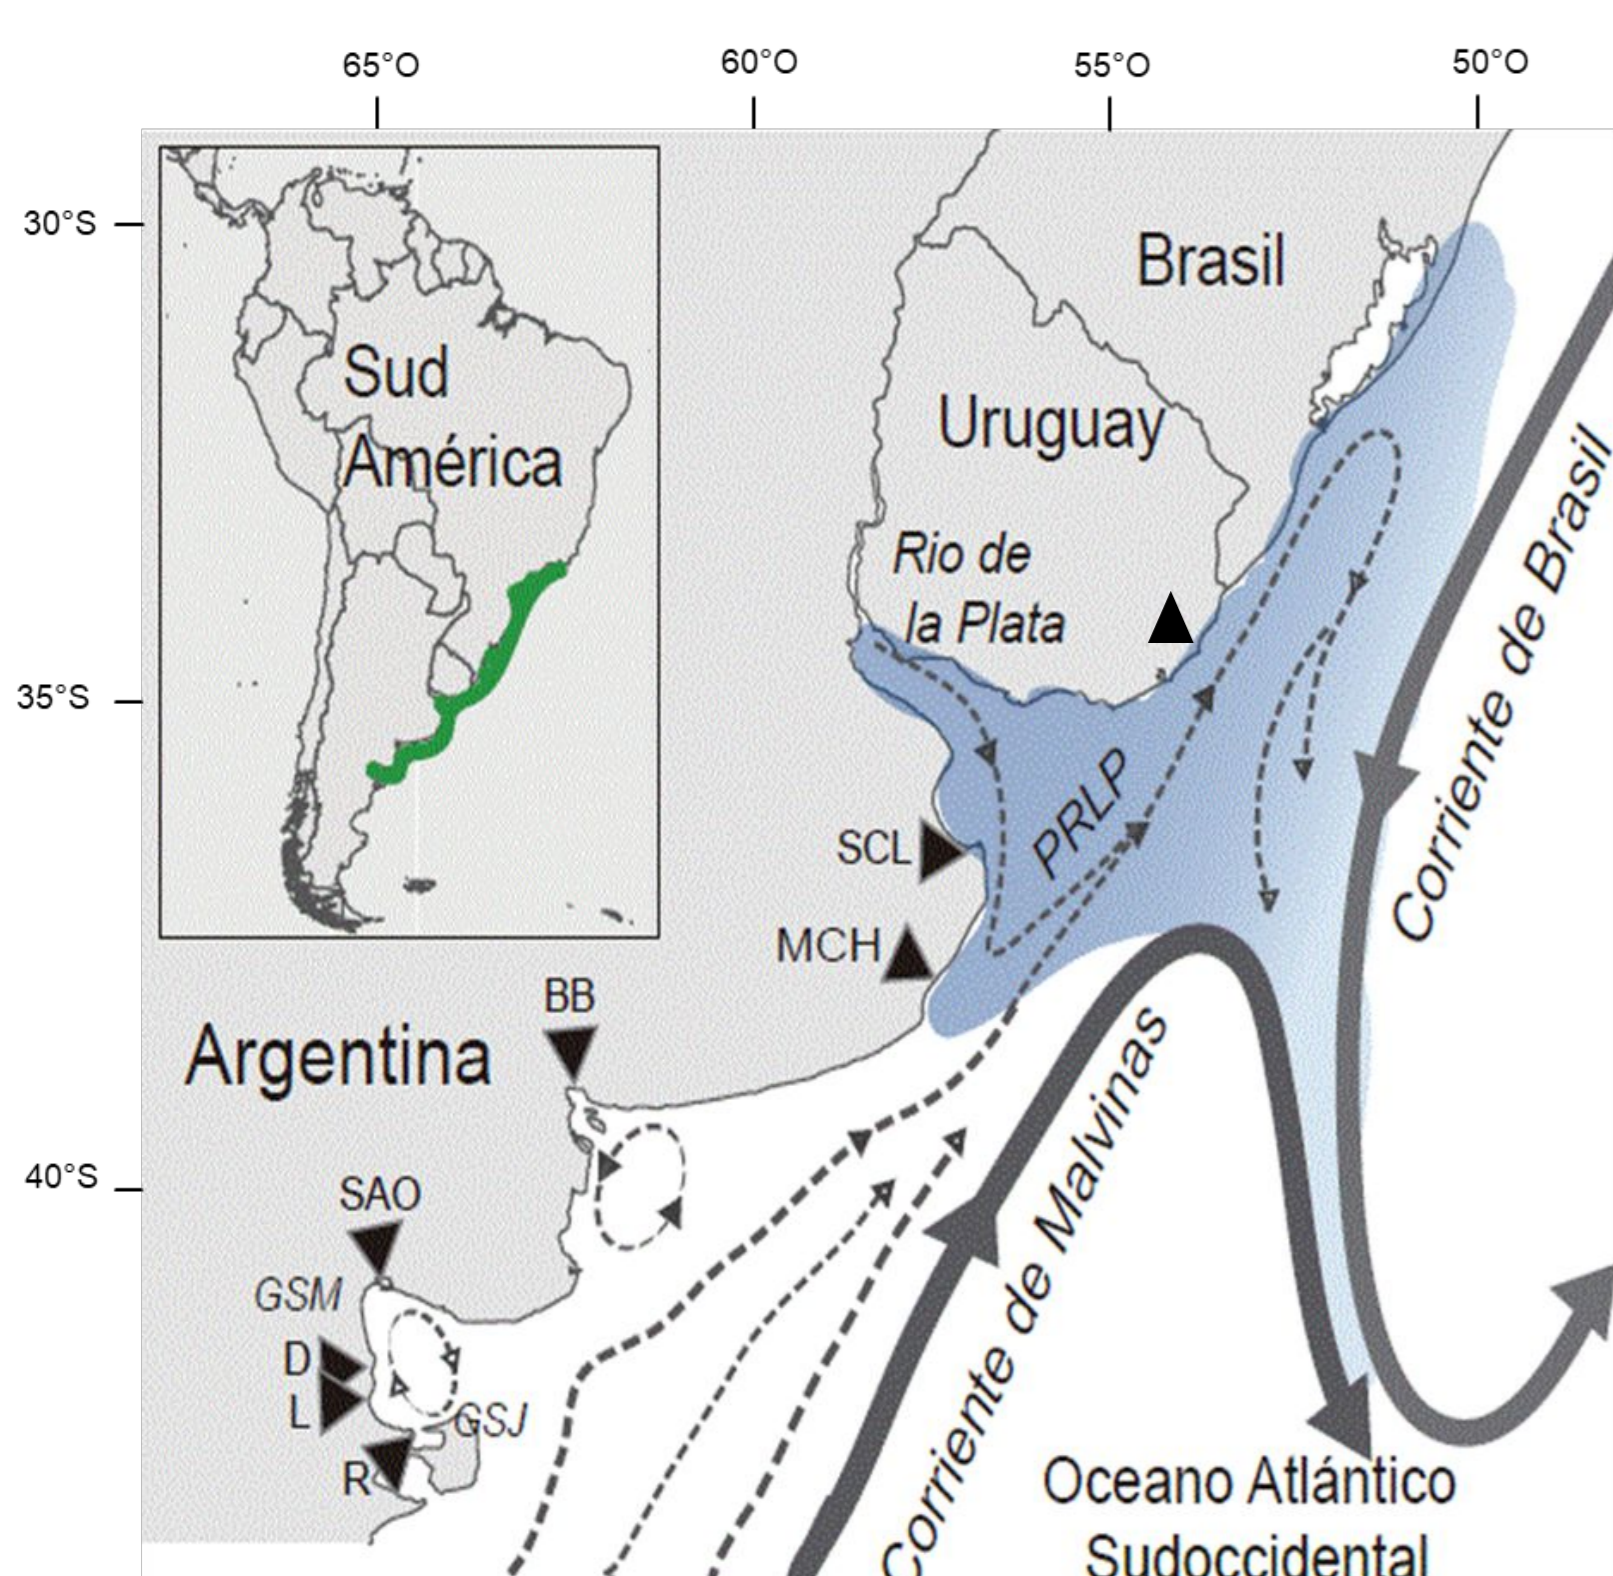 65°O
60°O
55°O
50°O
30°S
35°S
40°S
Sud
América
Brasil
Uruguay
Rio de
la Plata
Corriente de Brasil
PRLP
SCL
MCH
BB
Argentina
Corriente de Malvinas
SAO
GSM
D
L
GSJ
R
Oceano Atlántico
Sudoccidental